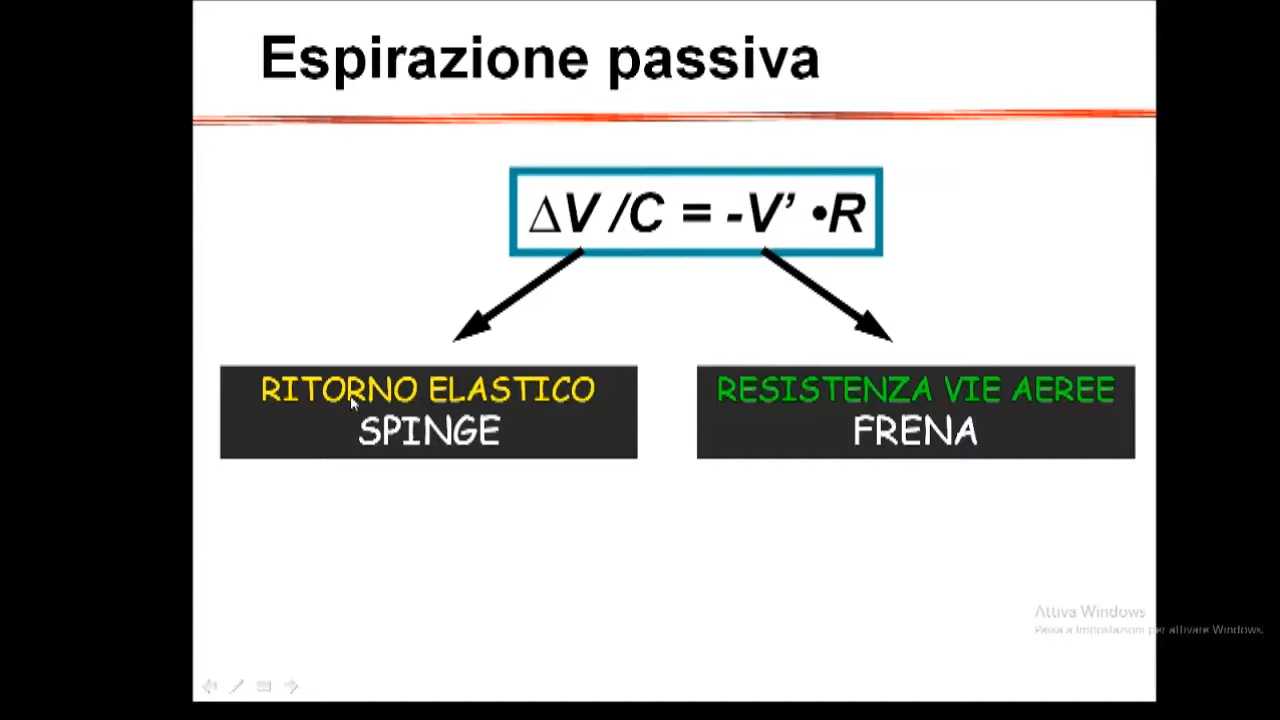 Espirazione passiva
∆V /C = -V’ •R
RITORNO ELASTICO
SPINGE
RESISTENZA VIE AEREE
FRENA
Attiva Windows
Passa a Impostazioni per attivare Windows.